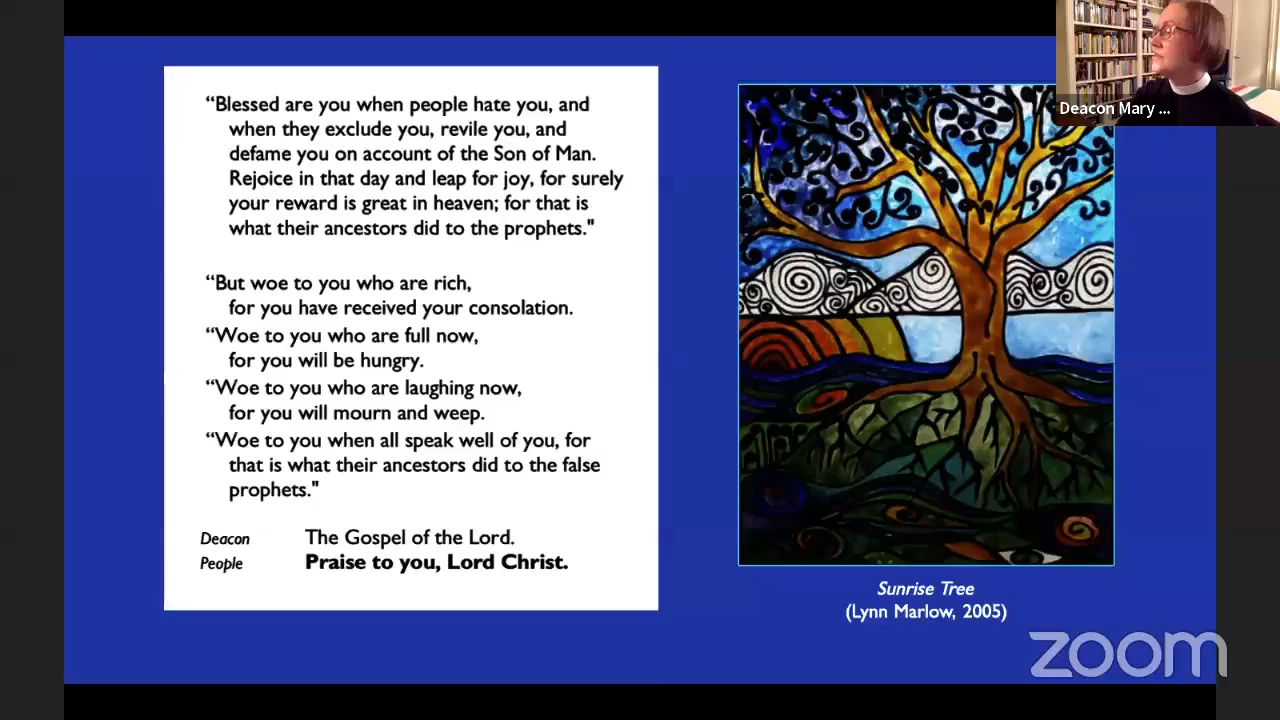 “Blessed are you when people hate you, and
when they exclude you, revile you, and
defame you on account of the Son of Man.
Rejoice in that day and leap for joy, for surely
your reward is great in heaven; for that is
what their ancestors did to the prophets."
“But woe to you who are rich,
for you have received your consolation.
“Woe to you who are full now,
for you will be hungry.
“Woe to you who are laughing now,
for you will mourn and weep.
“Woe to you when all speak well of you, for
that is what their ancestors did to the false
prophets."
Deacon The Gospel of the Lord.
People Praise to you, Lord Christ.
Deacon Mary ...
Sunrise Tree
(Lynn Marlow, 2005)
zoom